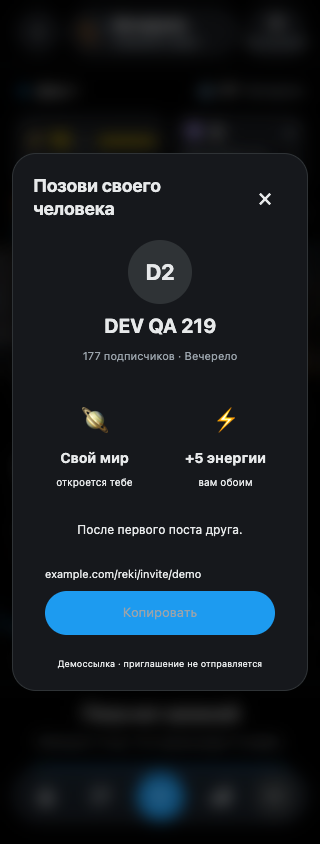 Позови своего
человека
D2
DEV QA 219
177 подписчиков · Вечерело
Свой мир
+5 энергии
откроется тебе
вам обоим
После первого поста друга.
example.com/reki/invite/demo
Копировать
Демоссылка · приглашение не отправляется